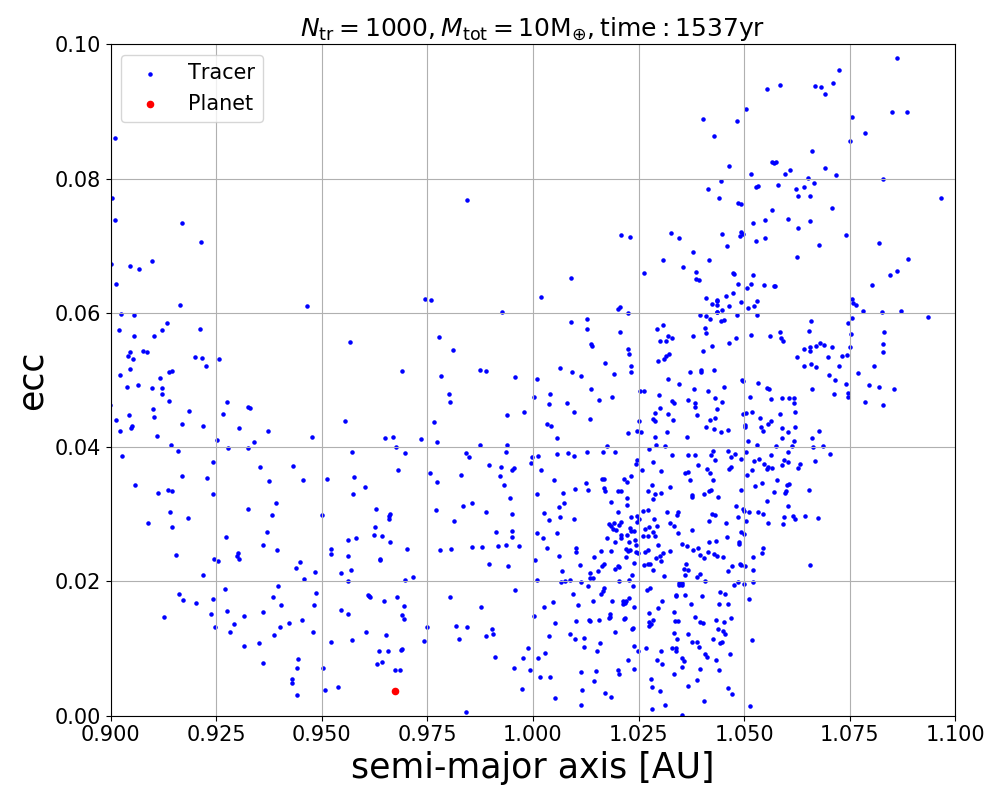 N_tr = 1000, M_tot = 10M_⊕, time : 1537yr
Tracer
Planet
ecc
0.10
0.08
0.06
0.04
0.02
0.00
0.900 0.925 0.950 0.975 1.000 1.025 1.050 1.075 1.100
semi-major axis [AU]